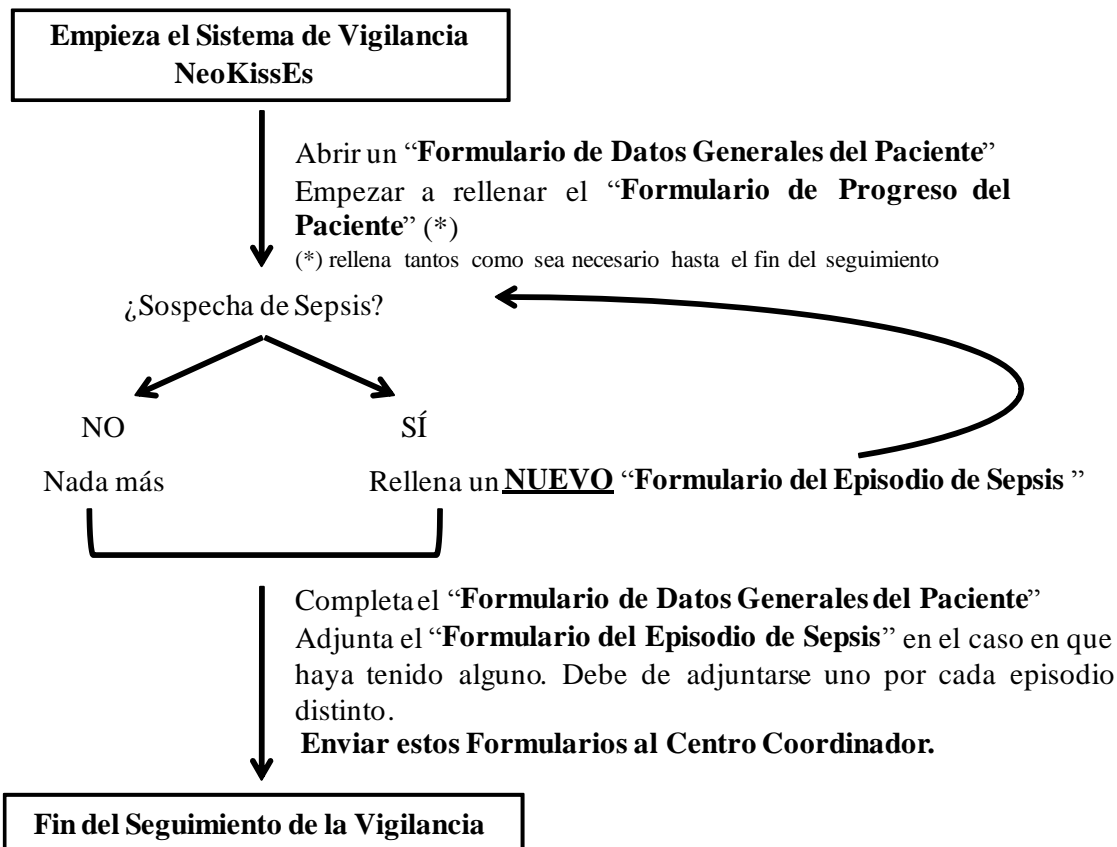 Empieza el Sistema de Vigilancia
NeoKissEs
Abrir un “Formulario de Datos Generales del Paciente”
Empezar a rellenar el “Formulario de Progreso del
Paciente” (*)
(*) rellena tantos como sea necesario hasta el fin del seguimiento
¿Sospecha de Sepsis?
NO SÍ
Nada más Rellena un NUEVO “Formulario del Episodio de Sepsis ”
Completa el “Formulario de Datos Generales del Paciente”
Adjunta el “Formulario del Episodio de Sepsis” en el caso en que
haya tenido alguno. Debe de adjuntarse uno por cada episodio
distinto.
Enviar estos Formularios al Centro Coordinador.
Fin del Seguimiento de la Vigilancia